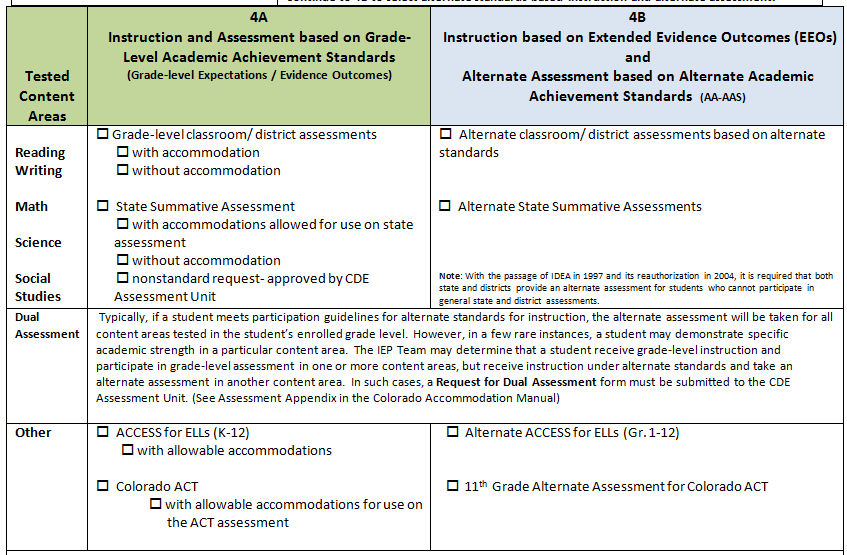 Continue to 4B to select alternate standards-based instruction and alternate assessment.
4A
Instruction and Assessment based on Grade-
Level Academic Achievement Standards
(Grade-level Expectations / Evidence Outcomes)
4B
Instruction based on Extended Evidence Outcomes (EEOs)
and
Alternate Assessment based on Alternate Academic
Achievement Standards (AA-AAS)
Tested
Content
Areas
Reading
Writing
Math
Science
Social
Studies
☐ Grade-level classroom/ district assessments
☐ with accommodation
☐ without accommodation
☐ State Summative Assessment
☐ with accommodations allowed for use on state
assessment
☐ without accommodation
☐ nonstandard request- approved by CDE
Assessment Unit
☐ Alternate classroom/ district assessments based on alternate
standards
☐ Alternate State Summative Assessments
Note: With the passage of IDEA in 1997 and its reauthorization in 2004, it is required that both
state and districts provide an alternate assessment for students who cannot participate in
general state and district assessments.
Dual
Assessment
Typically, if a student meets participation guidelines for alternate standards for instruction, the alternate assessment will be taken for all
content areas tested in the student's enrolled grade level. However, in a few rare instances, a student may demonstrate specific
academic strength in a particular content area. The IEP Team may determine that a student receive grade-level instruction and
participate in grade-level assessment in one or more content areas, but receive instruction under alternate standards and take an
alternate assessment in another content area. In such cases, a Request for Dual Assessment form must be submitted to the CDE
Assessment Unit. (See Assessment Appendix in the Colorado Accommodation Manual)
Other
☐ ACCESS for ELLs (K-12)
☐ with allowable accommodations
☐ Colorado ACT
☐ with allowable accommodations for use on
the ACT assessment
☐ Alternate ACCESS for ELLs (Gr. 1-12)
☐ 11th Grade Alternate Assessment for Colorado ACT